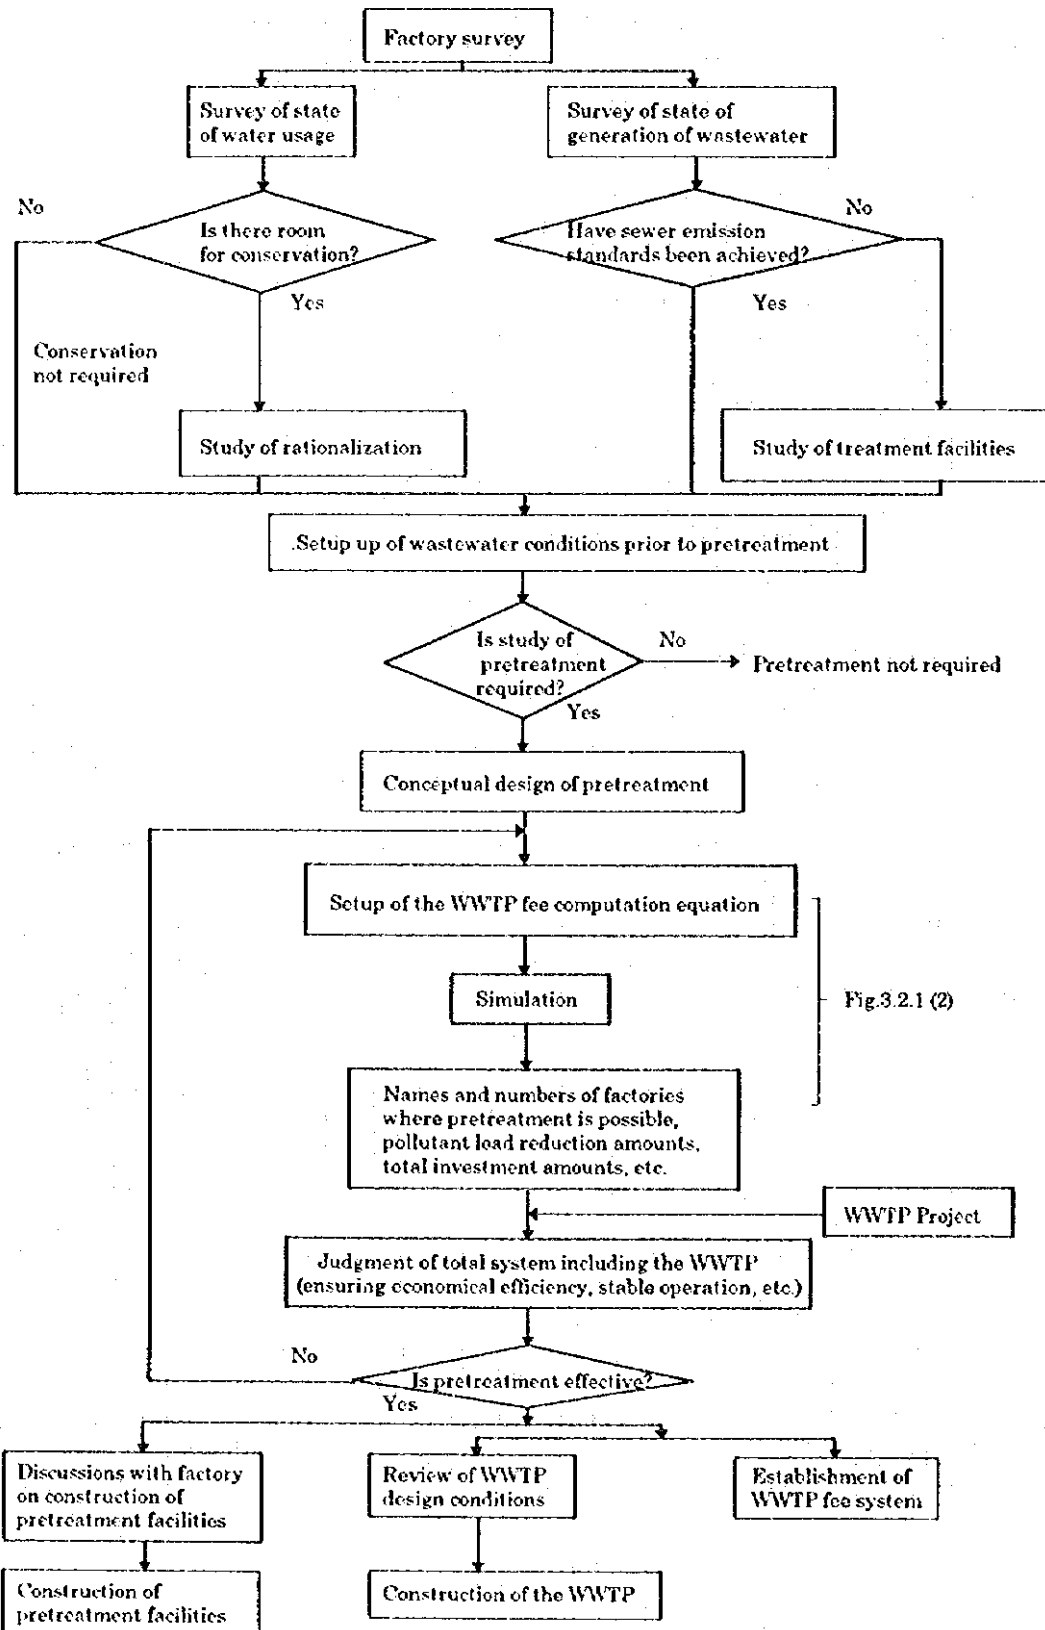 Factory survey
Survey of state
of water usage
Survey of state of
generation of wastewater
No
Is there room
for conservation?
Yes
Have sewer emission
standards been achieved?
No
Yes
Conservation
not required
Study of rationalization
Study of treatment facilities
.Setup up of wastewater conditions prior to pretreatment
Is study of
pretreatment
required?
No
Pretreatment not required
Yes
Conceptual design of pretreatment
Setup of the WWTP fee computation equation
Simulation
Fig.3.2.1 (2)
Names and numbers of factories
where pretreatment is possible,
pollutant load reduction amounts,
total investment amounts, etc.
WWTP Project
Judgment of total system including the WWTP
(ensuring economical efficiency, stable operation, etc.)
No
Is pretreatment effective?
Yes
Discussions with factory
on construction of
pretreatment facilities
Review of WWTP
design conditions
Establishment of
WWTP fee system
Construction of
pretreatment facilities
Construction of the WWTP